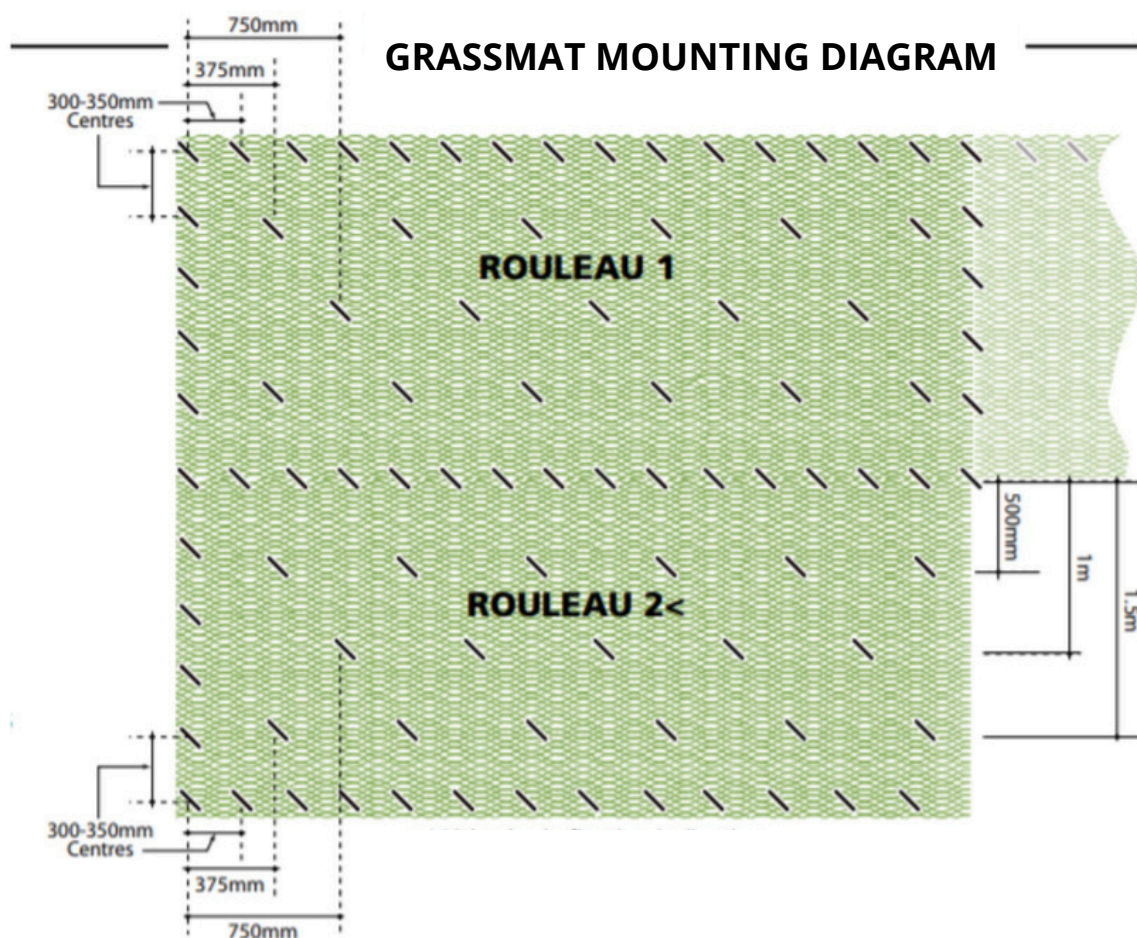 750mm
GRASSMAT MOUNTING DIAGRAM
375mm
300-350mm
Centres
ROULEAU 1
500mm
1m
1.5m
ROULEAU 2<
300-350mm
Centres
375mm
750mm